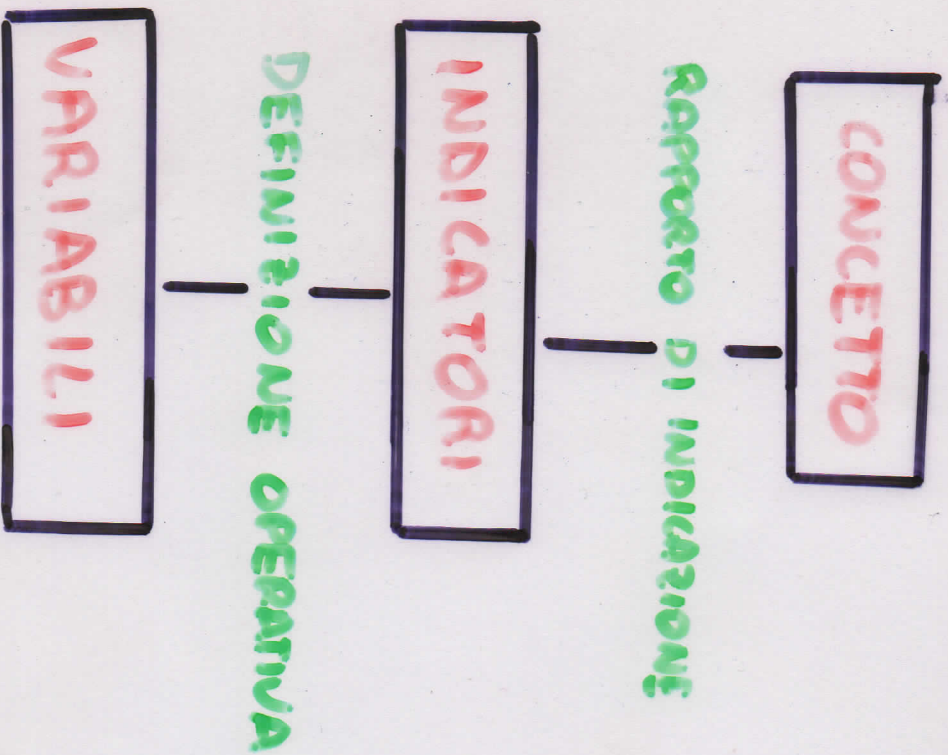 CONCETTO
RAPPORTO DI INDICAZIONE
INDICATORI
DEFINIZIONE OPERATIVA
VARIABILI